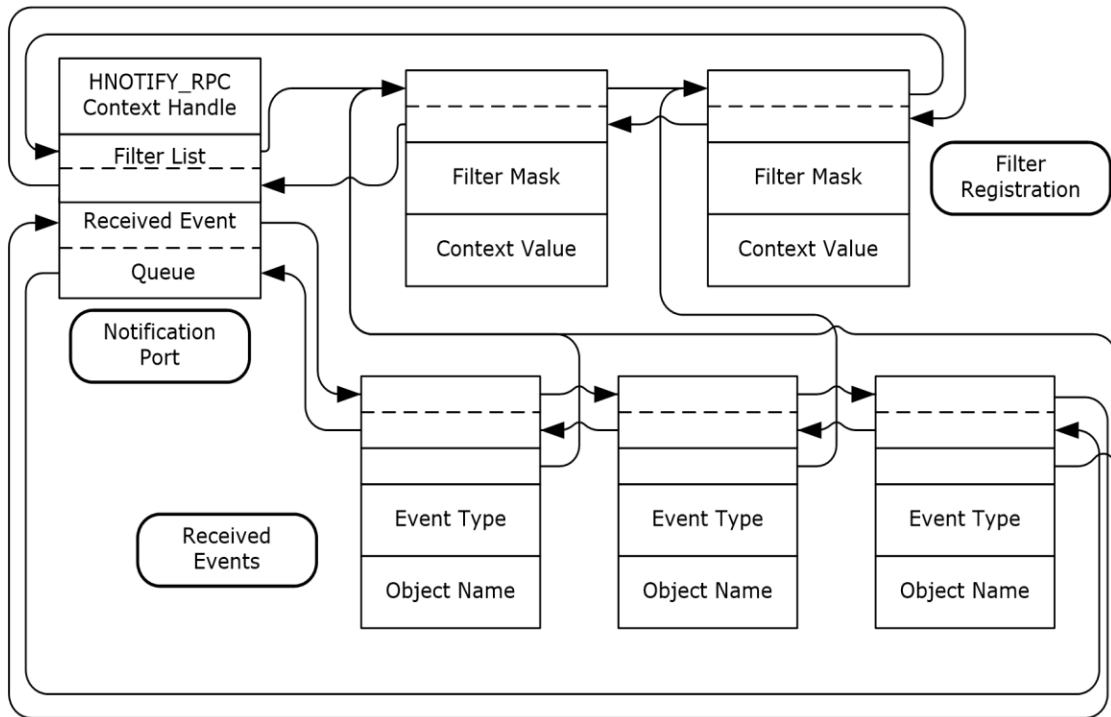 HNOTIFY_RPC
Context Handle
Filter List
Received Event
Queue
Notification
Port
Filter Mask
Context Value
Filter Mask
Context Value
Filter
Registration
Received
Events
Event Type
Object Name
Event Type
Object Name
Event Type
Object Name